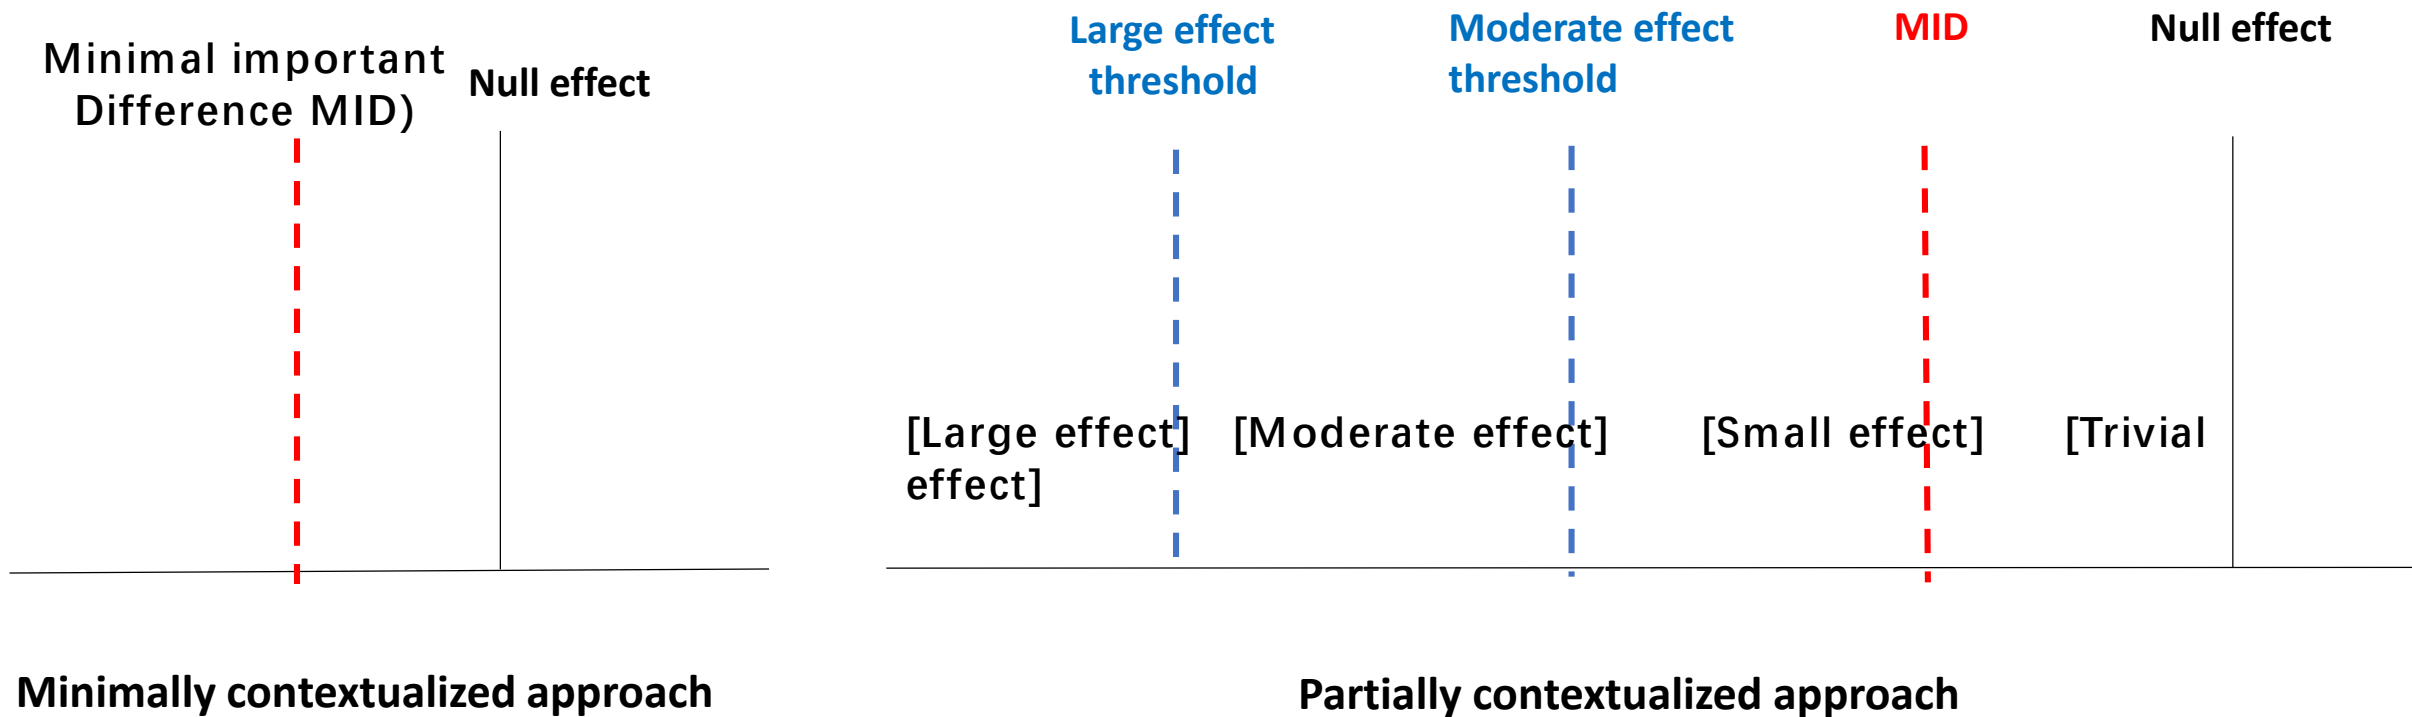 Minimal important
Difference MID)
Null effect
Large effect
threshold
Moderate effect
threshold
MID
Null effect
[Large effect] [Moderate effect] [Small effect] [Trivial
effect]
Minimally contextualized approach
Partially contextualized approach